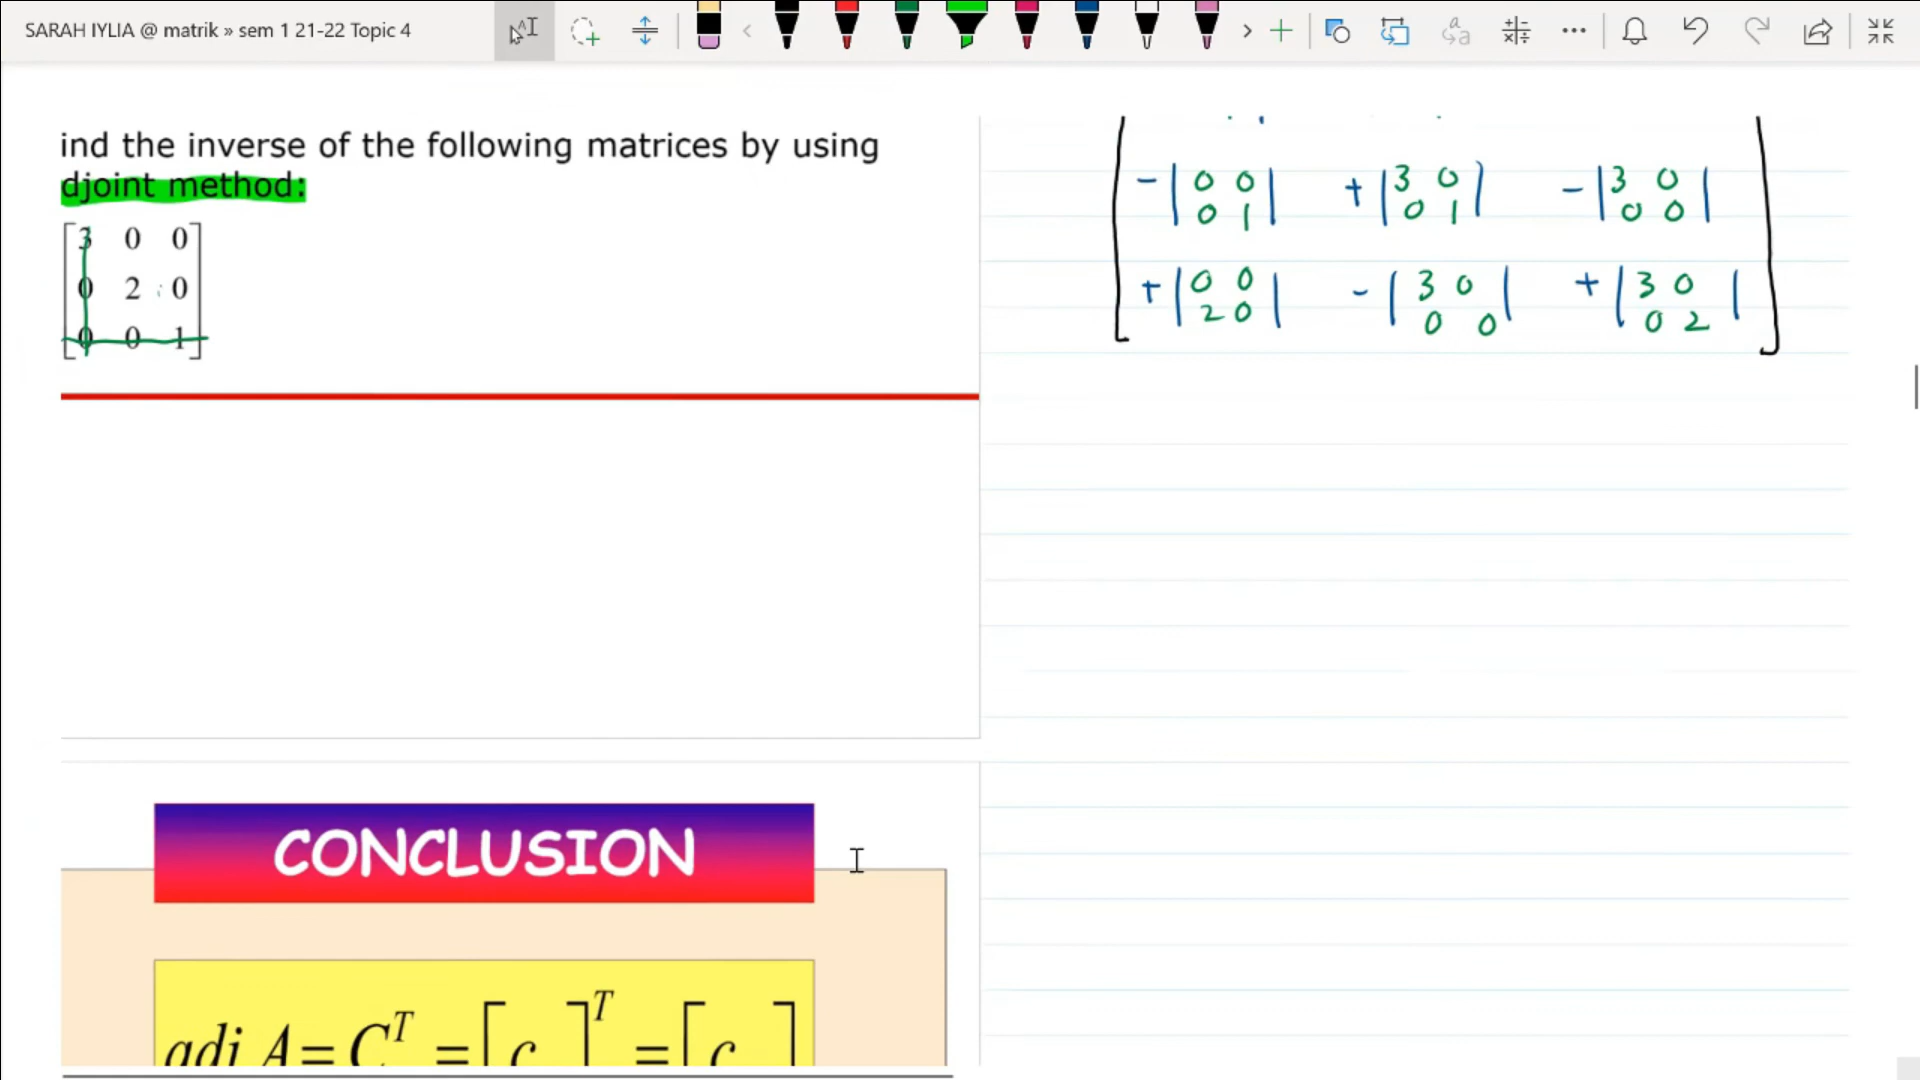 SARAH IYLIA @ matrik » sem 1 21-22 Topic 4
ind the inverse of the following matrices by using
djoint method:
[3 0 0]
[0 2 0]
[0 0 1]
-|0 0| +|3 0| -|3 0|
|0 1| |0 1| |0 0|
+|0 0| -|3 0| +|3 0|
|2 0| |0 0| |0 2|
CONCLUSION
adj A = C^T = [c ]^T = [c ]